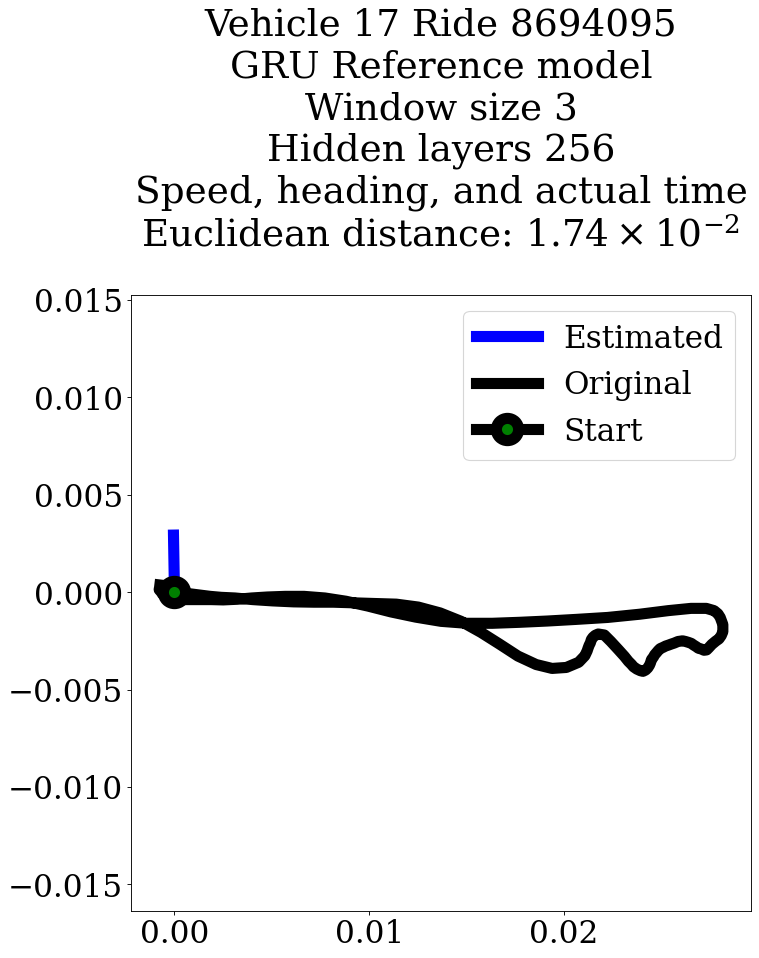 Vehicle 17 Ride 8694095
GRU Reference model
Window size 3
Hidden layers 256
Speed, heading, and actual time
Euclidean distance: 1.74 × 10⁻²
0.015
0.010
0.005
0.000
−0.005
−0.010
−0.015
Estimated
Original
Start
0.00 0.01 0.02